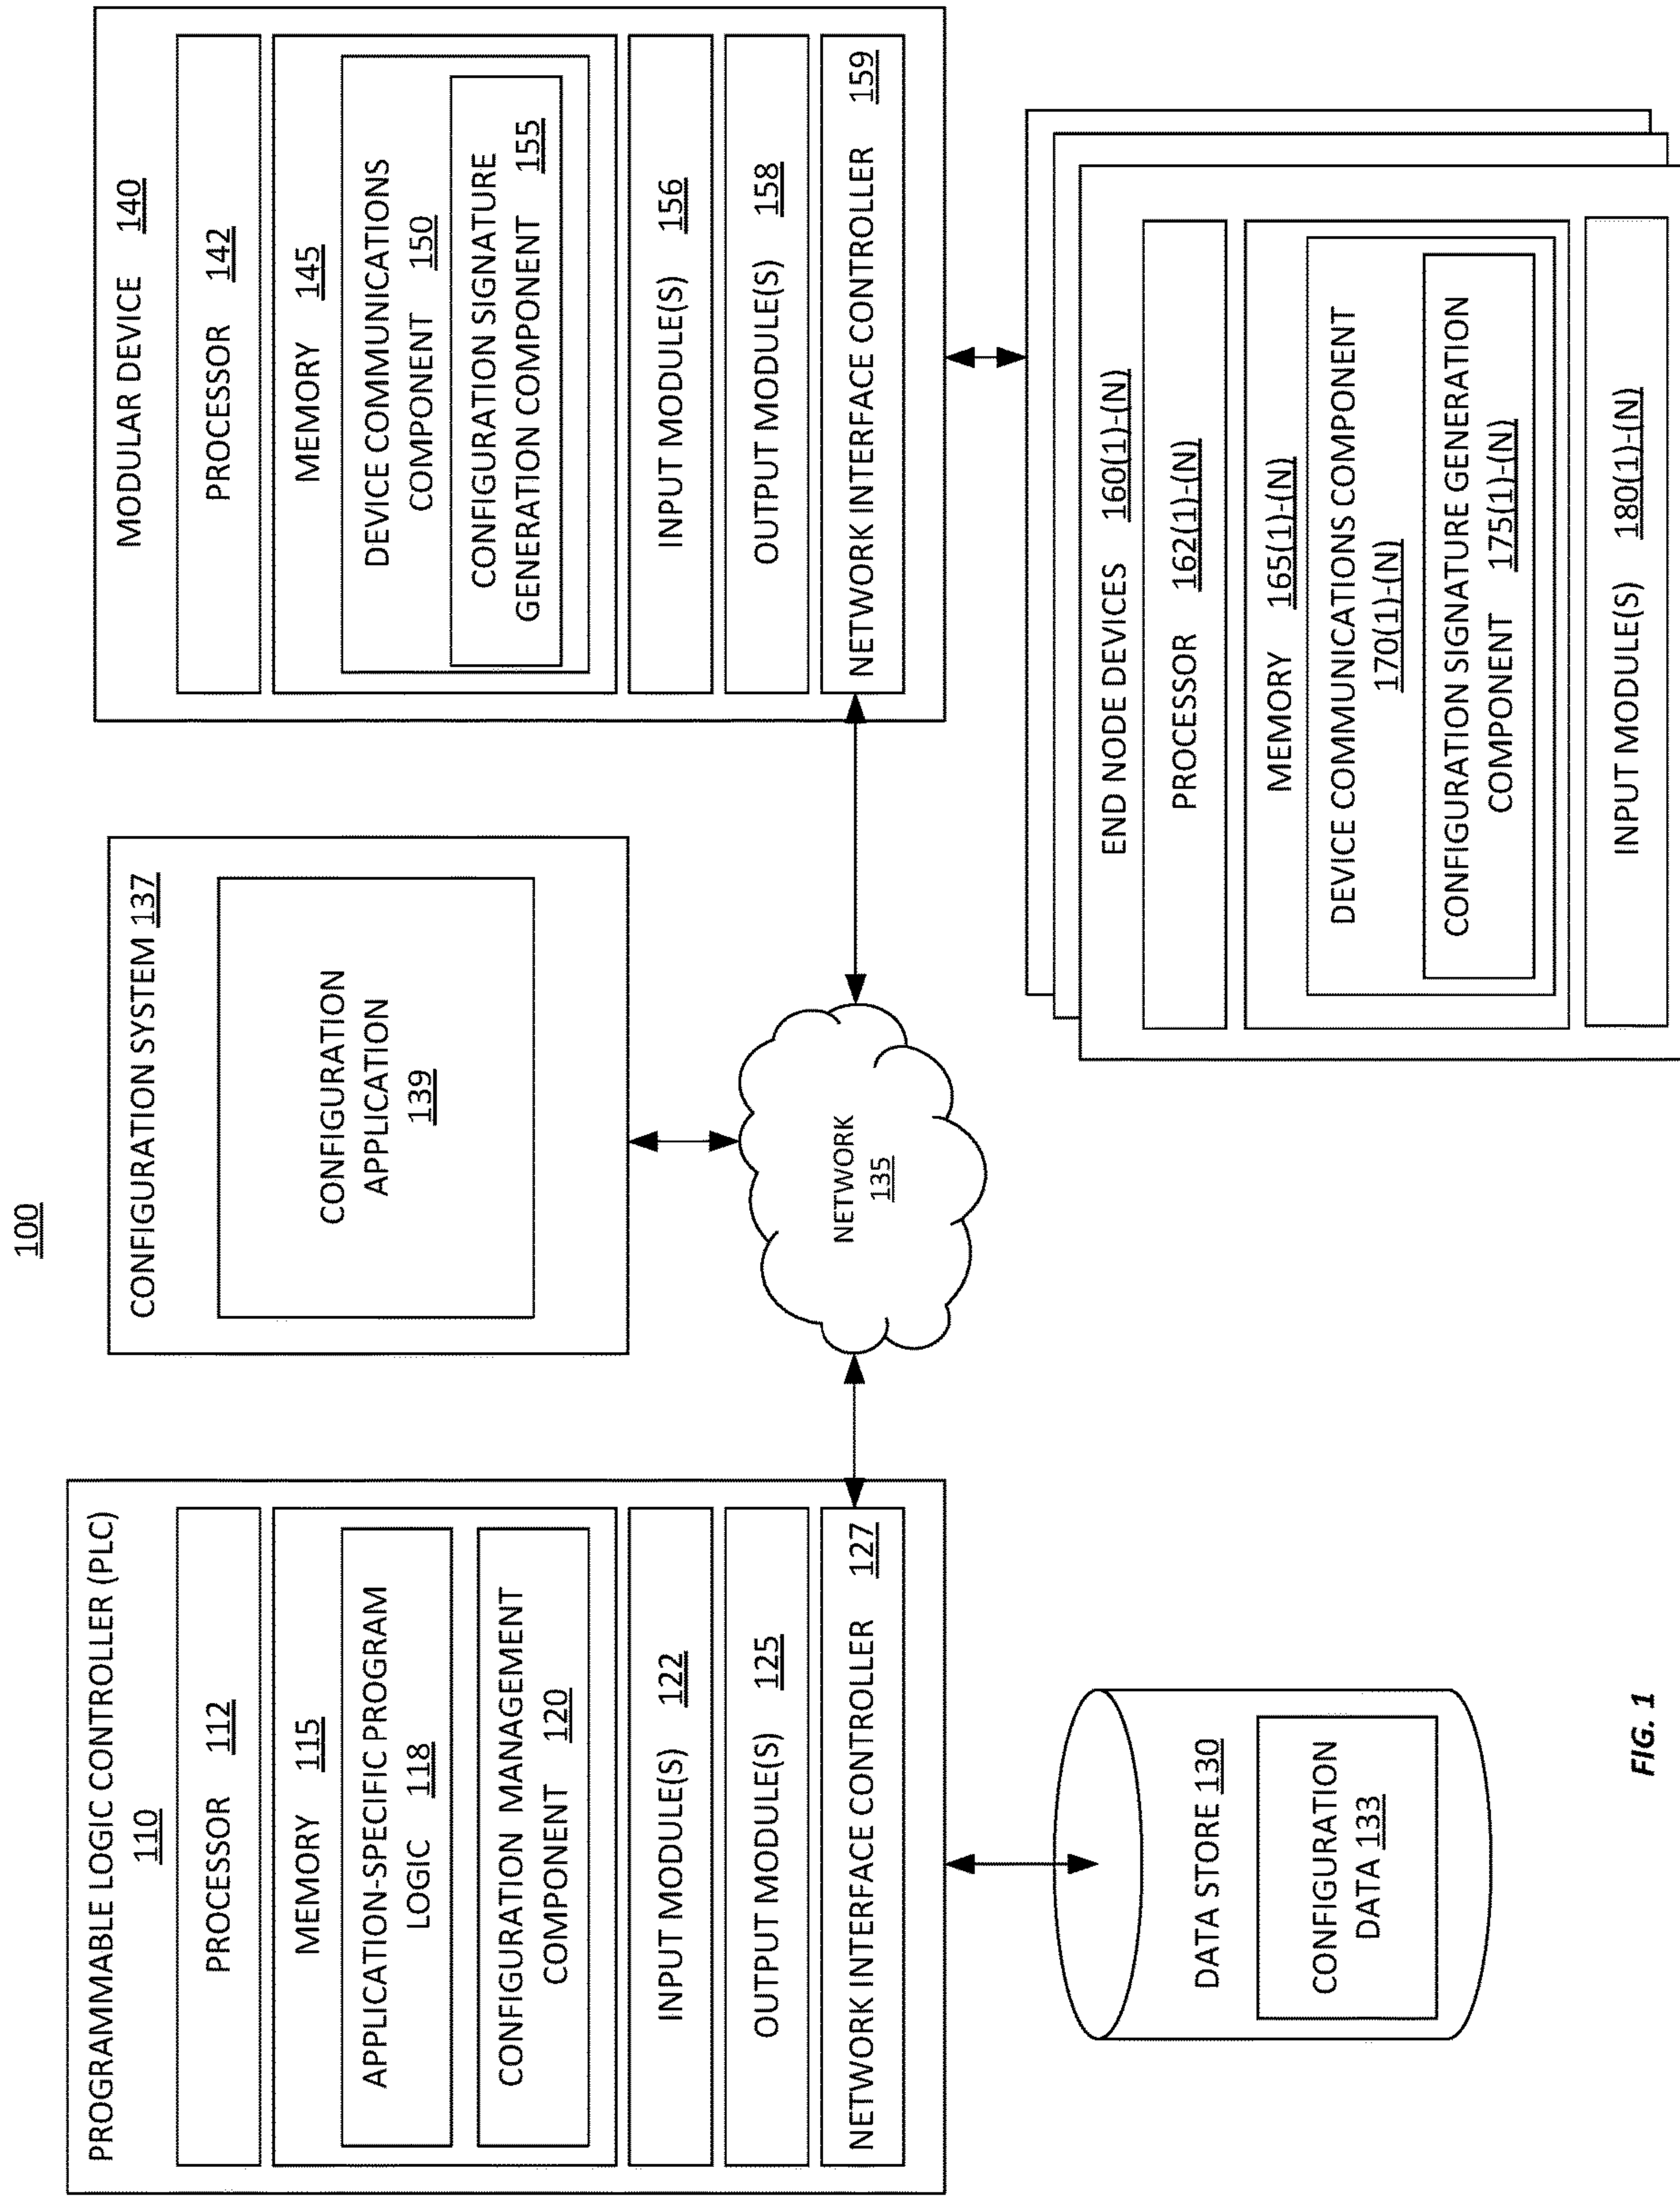 100
PROGRAMMABLE LOGIC CONTROLLER (PLC)
110
PROCESSOR 112
MEMORY 115
APPLICATION-SPECIFIC PROGRAM
LOGIC 118
CONFIGURATION MANAGEMENT
COMPONENT 120
INPUT MODULE(S) 122
OUTPUT MODULE(S) 125
NETWORK INTERFACE CONTROLLER 127
DATA STORE 130
CONFIGURATION
DATA 133
CONFIGURATION SYSTEM 137
CONFIGURATION
APPLICATION
139
NETWORK
135
MODULAR DEVICE 140
PROCESSOR 142
MEMORY 145
DEVICE COMMUNICATIONS
COMPONENT 150
CONFIGURATION SIGNATURE
GENERATION COMPONENT 155
INPUT MODULE(S) 156
OUTPUT MODULE(S) 158
NETWORK INTERFACE CONTROLLER 159
END NODE DEVICES 160(1)-(N)
PROCESSOR 162(1)-(N)
MEMORY 165(1)-(N)
DEVICE COMMUNICATIONS COMPONENT
170(1)-(N)
CONFIGURATION SIGNATURE GENERATION
COMPONENT 175(1)-(N)
INPUT MODULE(S) 180(1)-(N)
FIG. 1